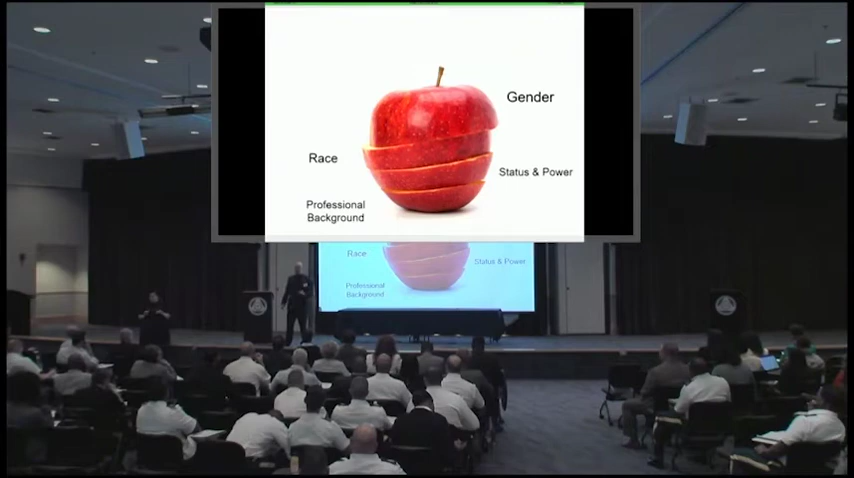 Gender
Race
Status & Power
Professional
Background
Race
Status & Power
Professional
Background